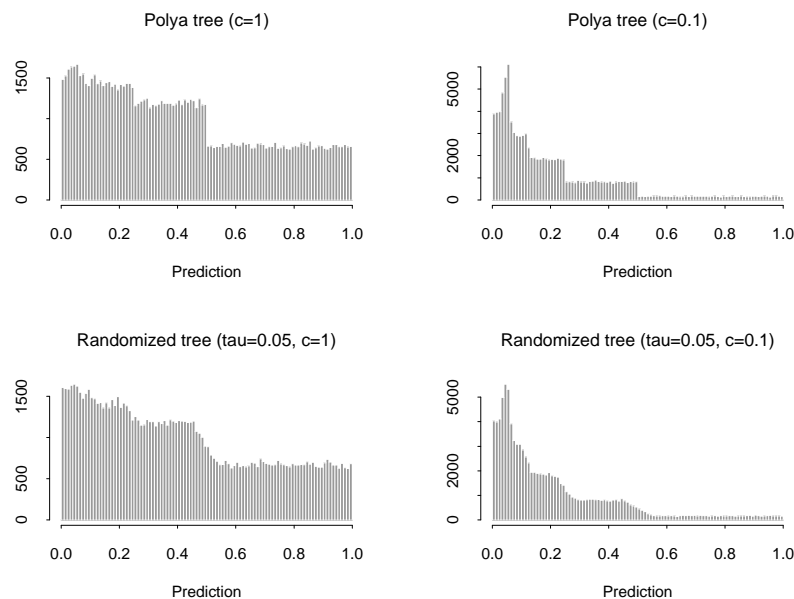 Polya tree (c=1)
1500
500
0
0.0 0.2 0.4 0.6 0.8 1.0
Prediction
Polya tree (c=0.1)
5000
2000
0
0.0 0.2 0.4 0.6 0.8 1.0
Prediction
Randomized tree (tau=0.05, c=1)
1500
500
0
0.0 0.2 0.4 0.6 0.8 1.0
Prediction
Randomized tree (tau=0.05, c=0.1)
5000
2000
0
0.0 0.2 0.4 0.6 0.8 1.0
Prediction